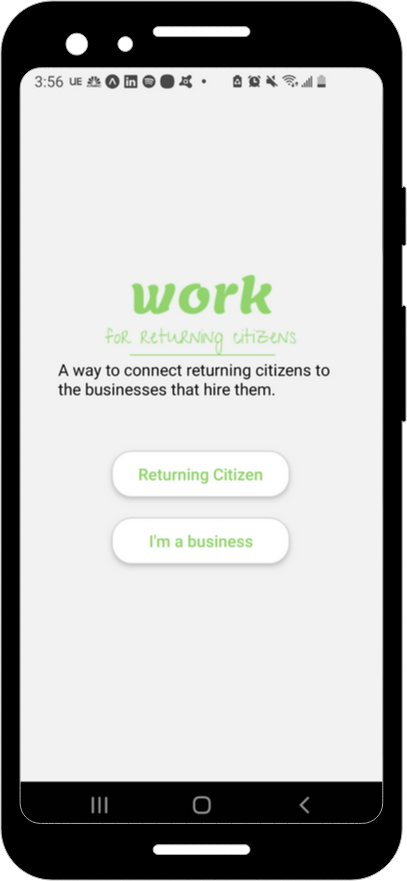 3:56 UE
work
for returning citizens
A way to connect returning citizens to
the businesses that hire them.
Returning Citizen
I'm a business